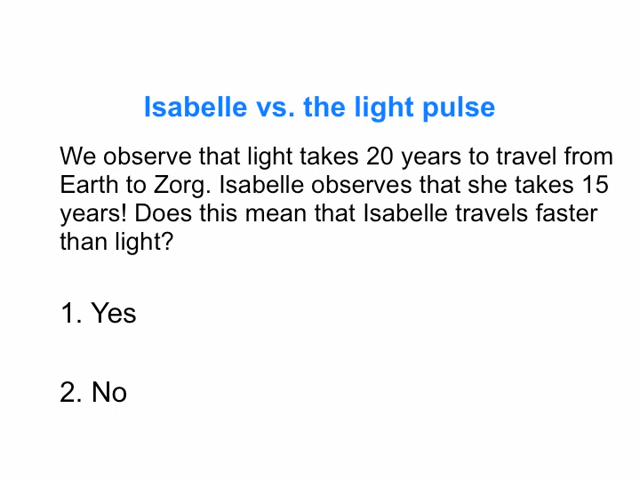 Isabelle vs. the light pulse
We observe that light takes 20 years to travel from
Earth to Zorg. Isabelle observes that she takes 15
years! Does this mean that Isabelle travels faster
than light?
1. Yes
2. No